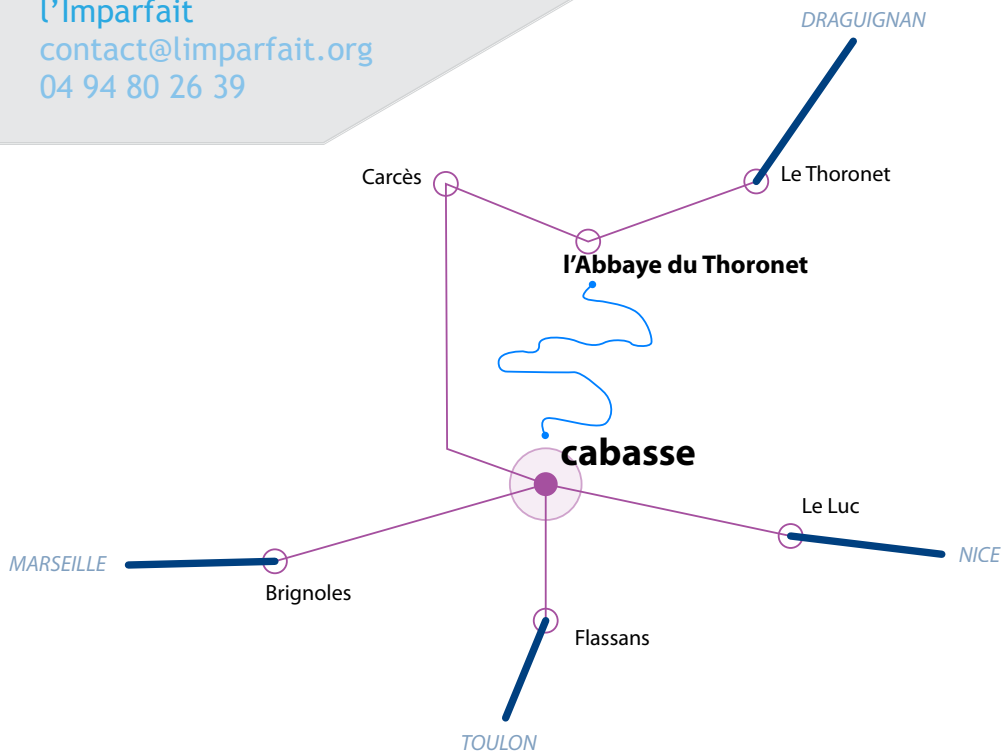 l'Imparfait
contact@limparfait.org
04 94 80 26 39
DRAGUIGNAN
Carcès
Le Thoronet
l'Abbaye du Thoronet
cabasse
Le Luc
MARSEILLE
NICE
Brignoles
Flassans
TOULON